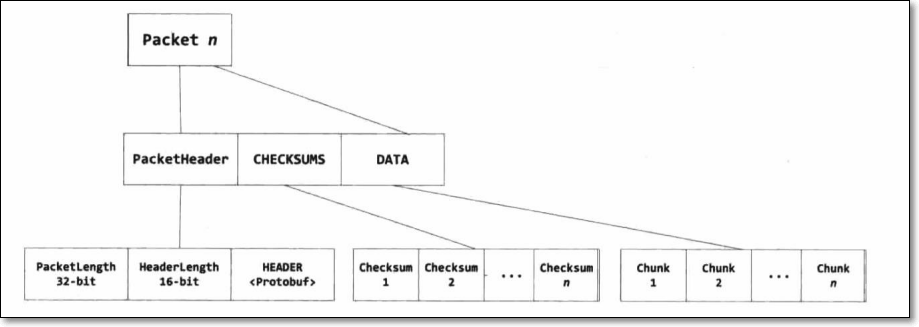 Packet n
PacketHeader CHECKSUMS DATA
PacketLength HeaderLength HEADER Checksum Checksum ... Checksum Chunk Chunk ... Chunk
32-bit 16-bit <Protobuf> 1 2 n 1 2 n